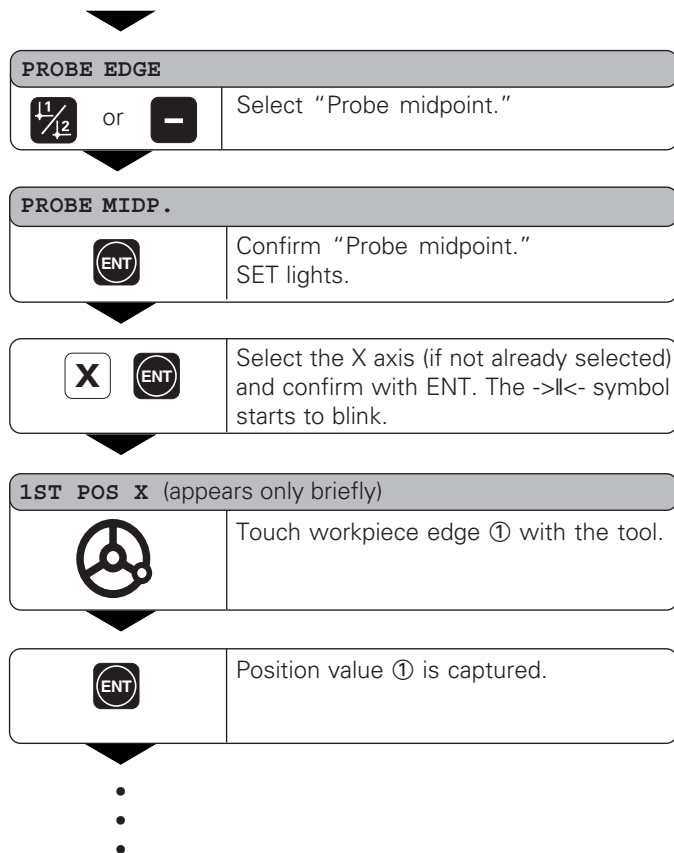 PROBE EDGE
1 2 or – Select “Probe midpoint.”
PROBE MIDP.
ENT Confirm “Probe midpoint.”
SET lights.
X ENT Select the X axis (if not already selected)
and confirm with ENT. The ->ǁ<- symbol
starts to blink.
1ST POS X (appears only briefly)
Touch workpiece edge ① with the tool.
ENT Position value ① is captured.